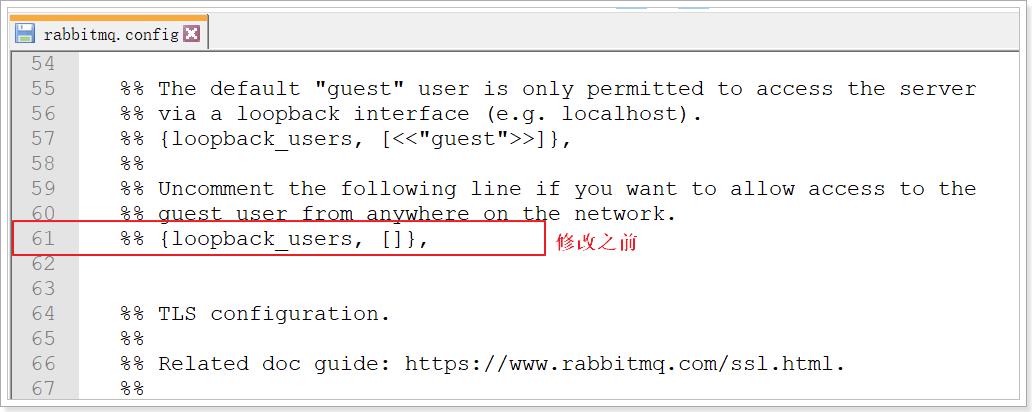 rabbitmq.config
54
55 %% The default "guest" user is only permitted to access the server
56 %% via a loopback interface (e.g. localhost).
57 %% {loopback_users, [<<"guest">>]},
58 %%
59 %% Uncomment the following line if you want to allow access to the
60 %% guest user from anywhere on the network.
61 %% {loopback_users, []}, 修改之前
62
63
64 %% TLS configuration.
65 %%
66 %% Related doc guide: https://www.rabbitmq.com/ssl.html.
67 %%